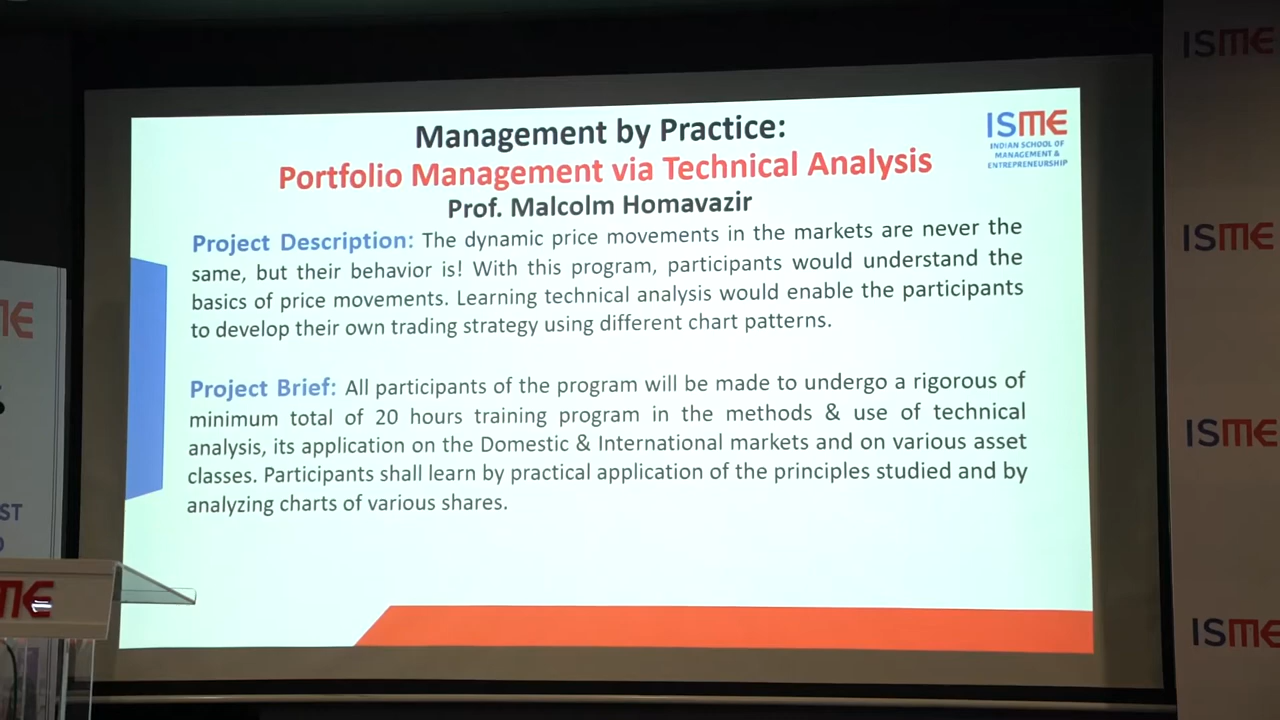 Management by Practice:
Portfolio Management via Technical Analysis
Prof. Malcolm Homavazir
ISME
INDIAN SCHOOL OF
MANAGEMENT &
ENTREPRENEURSHIP
Project Description: The dynamic price movements in the markets are never the
same, but their behavior is! With this program, participants would understand the
basics of price movements. Learning technical analysis would enable the participants
to develop their own trading strategy using different chart patterns.
Project Brief: All participants of the program will be made to undergo a rigorous of
minimum total of 20 hours training program in the methods & use of technical
analysis, its application on the Domestic & International markets and on various asset
classes. Participants shall learn by practical application of the principles studied and by
analyzing charts of various shares.
ISME
ISME
ISME
ISME